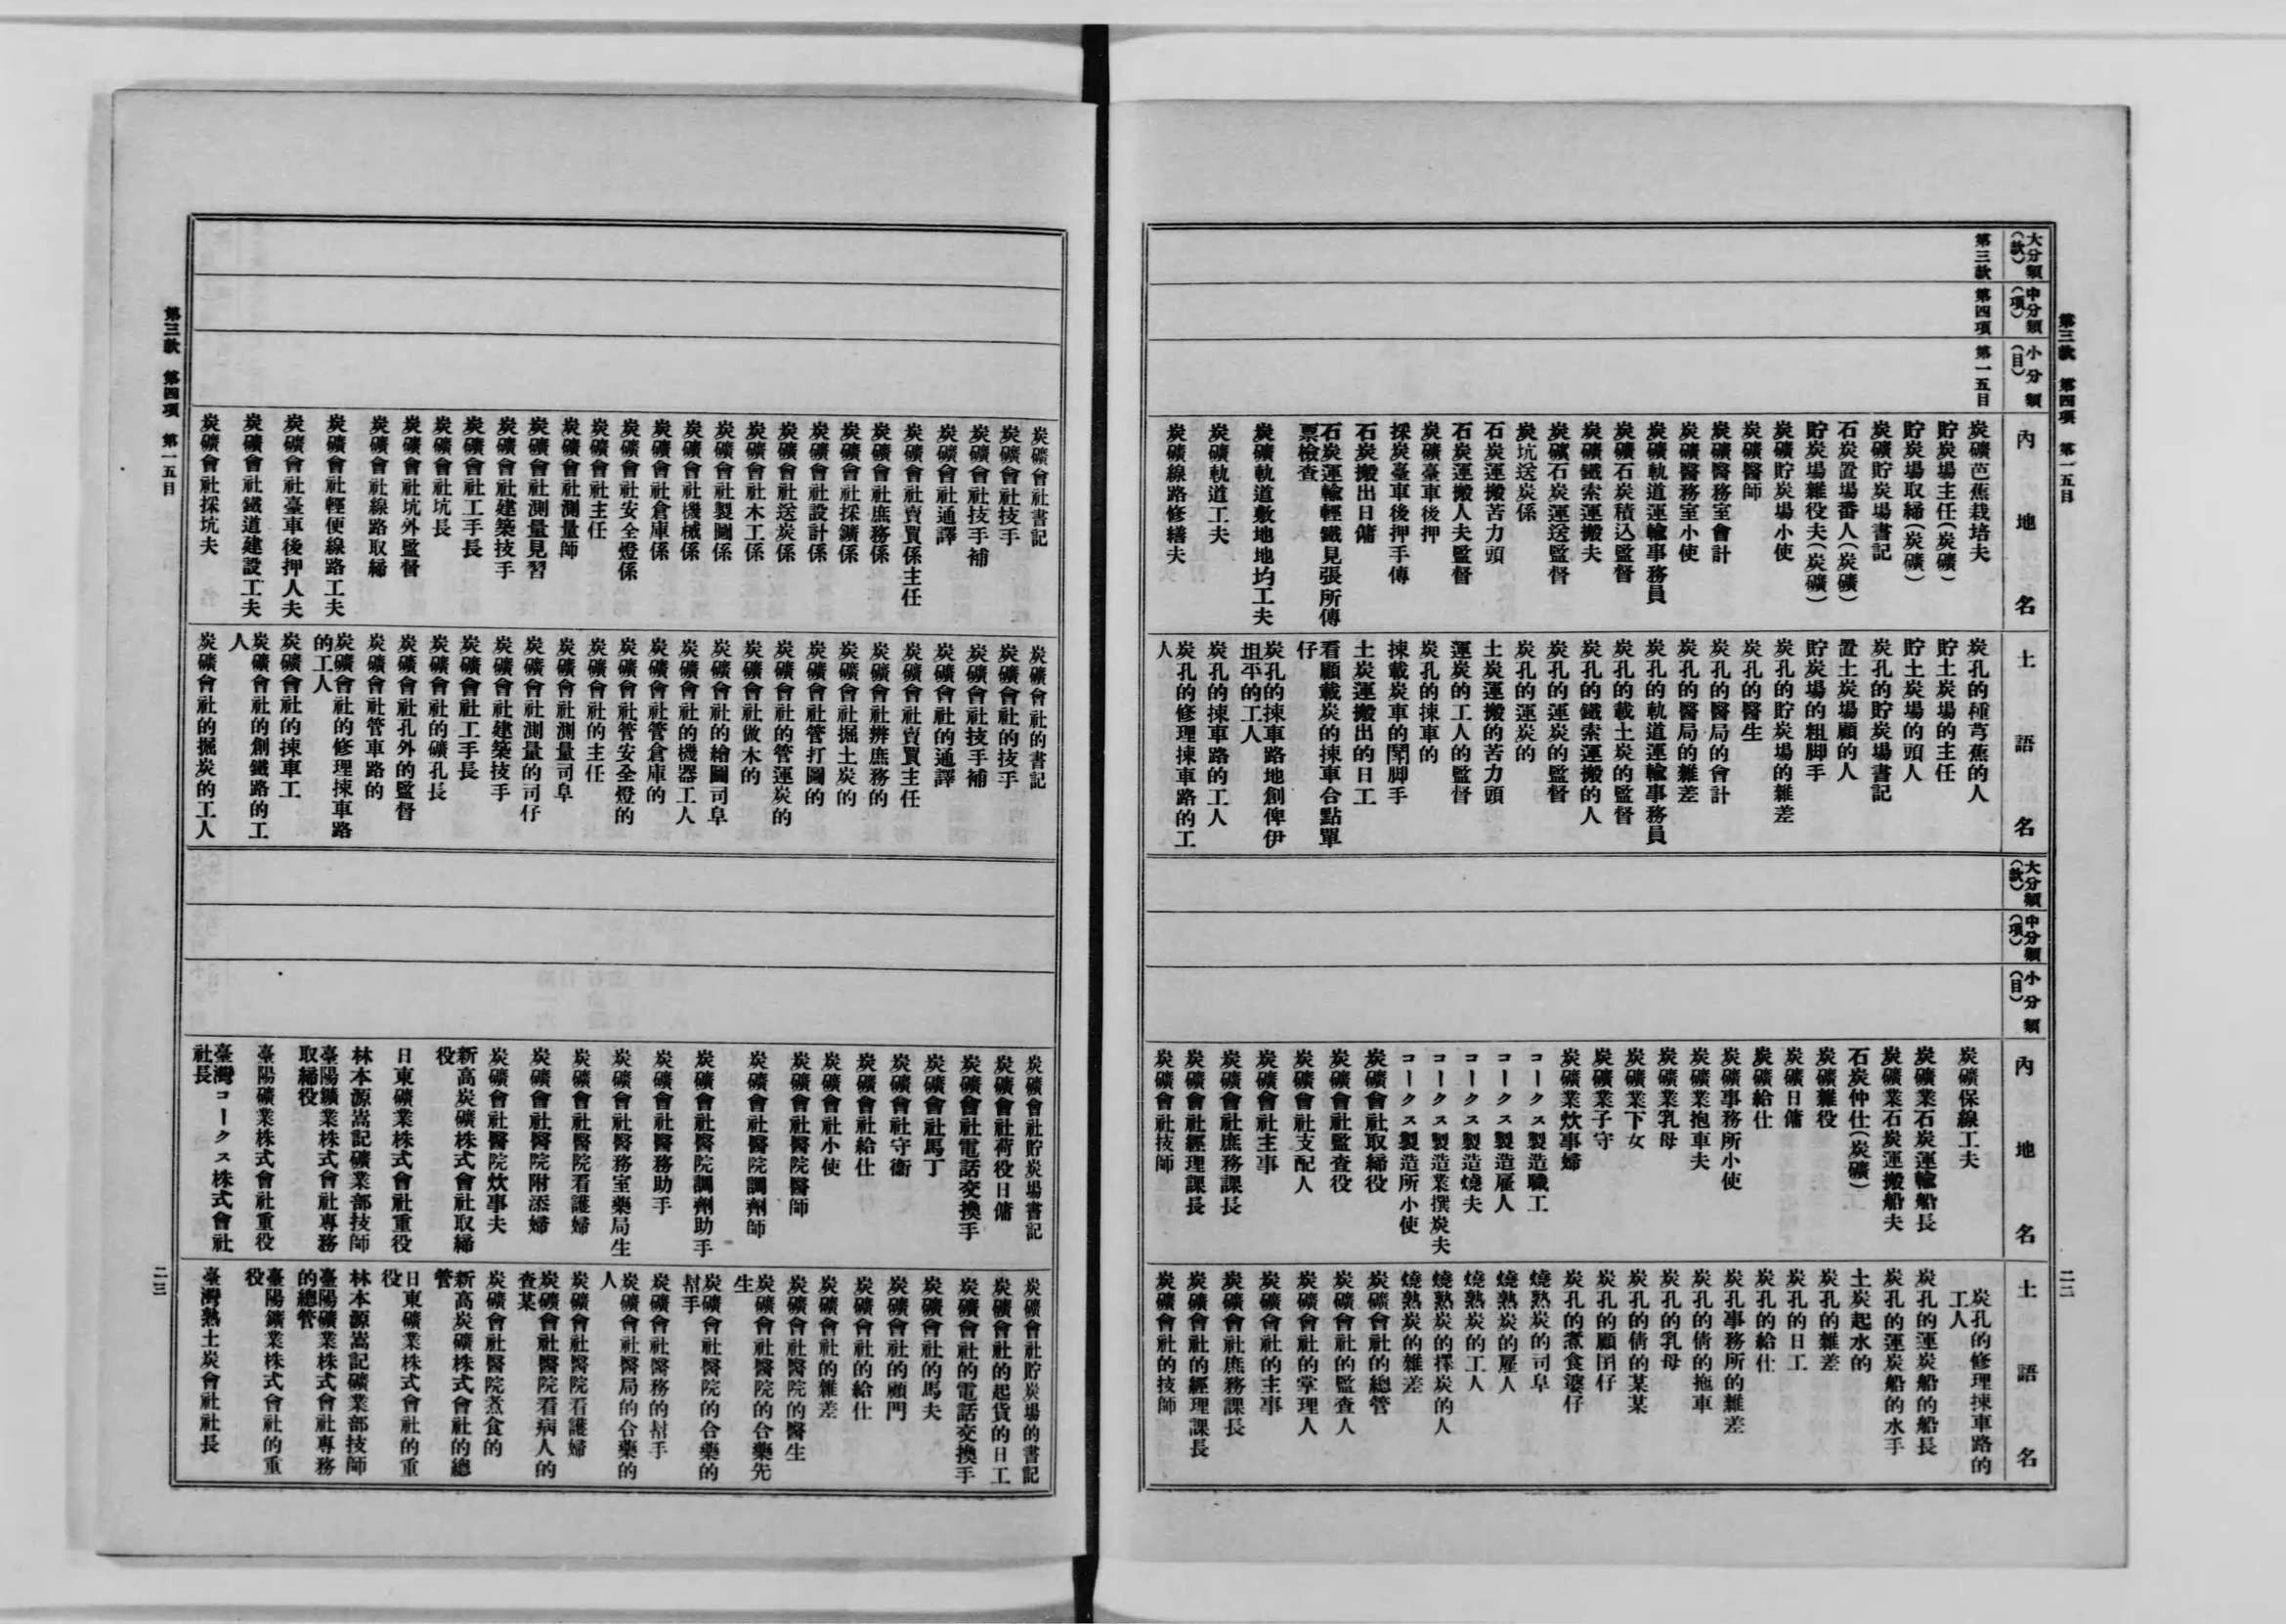 第三款 第四項 第一五目
大分類(款)
中分類(項)
小分類(目)
內地名
土語名
第三款
第四項
第一五目
炭礦芭蕉栽培夫
貯炭場主任(炭礦)
貯炭場取締(炭礦)
炭礦貯炭場書記
石炭置場番人(炭礦)
貯炭場雜役夫(炭礦)
炭礦貯炭場小使
炭礦醫師
炭礦醫務室會計
炭礦醫務室小使
炭礦軌道運輸事務員
炭礦石炭積込監督
炭礦鐵索運搬夫
炭礦石炭運送監督
炭坑送炭係
石炭運搬苦力頭
石炭運搬人夫監督
炭礦臺車後押
採炭臺車後押手傳
石炭搬出日傭
石炭運輸輕鐵見張所傳
票檢查
炭礦軌道敷地地均工夫
炭礦軌道工夫
炭礦線路修繕夫
炭孔的種芎蕉的人
貯土炭場的主任
貯土炭場的頭人
炭孔的貯炭場書記
置土炭場顧的人
貯炭場的粗脚手
炭孔的貯炭場的雜差
炭孔的醫生
炭孔的醫局的會計
炭孔的醫局的雜差
炭孔的軌道運輸事務員
炭孔的載土炭的監督
炭孔的鐵索運搬的人
炭孔的運炭的監督
炭孔的運炭的
土炭運搬的苦力頭
運炭的工人的監督
炭孔的揀車的
揀載炭車的幇脚手
土炭運搬出的日工
看顧載炭的揀車合點單
仔
炭孔的揀車路地創俾伊
坦平的工人
炭孔的揀車路的工人
炭孔的修理揀車路的工
人
大分類(款)
中分類(項)
小分類(目)
內地名
土語名
炭礦保線工夫
炭礦業石炭運輸船長
炭礦業石炭運搬船夫
石炭仲仕(炭礦)
炭礦雜役
炭礦日傭
炭礦給仕
炭礦事務所小使
炭礦業抱車夫
炭礦業乳母
炭礦業下女
炭礦業子守
炭礦業炊事婦
コークス製造職工
コークス製造雇人
コークス製造燒夫
コークス製造業撰炭夫
コークス製造所小使
炭礦會社取締役
炭礦會社監查役
炭礦會社支配人
炭礦會社主事
炭礦會社庶務課長
炭礦會社經理課長
炭礦會社技師
炭孔的修理揀車路的
工人
炭孔的運炭船的船長
炭孔的運炭船的水手
土炭起水的
炭孔的雜差
炭孔的日工
炭孔的給仕
炭孔事務所的雜差
炭孔的倩的拖車
炭孔的乳母
炭孔的倩的某某
炭孔的顧囝仔
炭孔的煮食婆仔
燒熟炭的司阜
燒熟炭的雇人
燒熟炭的工人
燒熟炭的擇炭的人
燒熟炭的雜差
炭礦會社的總管
炭礦會社的監查人
炭礦會社的掌理人
炭礦會社的主事
炭礦會社庶務課長
炭礦會社的經理課長
炭礦會社的技師
二二
炭礦會社書記
炭礦會社技手
炭礦會社技手補
炭礦會社通譯
炭礦會社賣買係主任
炭礦會社庶務係
炭礦會社採鑛係
炭礦會社設計係
炭礦會社送炭係
炭礦會社木工係
炭礦會社製圖係
炭礦會社機械係
炭礦會社倉庫係
炭礦會社安全燈係
炭礦會社主任
炭礦會社測量師
炭礦會社測量見習
炭礦會社建築技手
炭礦會社工手長
炭礦會社坑長
炭礦會社坑外監督
炭礦會社線路取締
炭礦會社輕便線路工夫
炭礦會社臺車後押人夫
炭礦會社鐵道建設工夫
炭礦會社採坑夫
炭礦會社的書記
炭礦會社的技手
炭礦會社技手補
炭礦會社的通譯
炭礦會社賣買主任
炭礦會社辨庶務的
炭礦會社掘土炭的
炭礦會社管打圖的
炭礦會社的管運炭的
炭礦會社做木的
炭礦會社的繪圖司阜
炭礦會社的機器工人
炭礦會社管倉庫的
炭礦會社管安全燈的
炭礦會社的主任
炭礦會社測量司阜
炭礦會社測量的司仔
炭礦會社建築技手
炭礦會社工手長
炭礦會社的礦孔長
炭礦會社孔外的監督
炭礦會社管車路的
炭礦會社的修理揀車路
的工人
炭礦會社的揀車工
炭礦會社的創鐵路的工
人
炭礦會社的掘炭的工人
炭礦會社貯炭場書記
炭礦會社荷役日傭
炭礦會社電話交換手
炭礦會社馬丁
炭礦會社守衞
炭礦會社給仕
炭礦會社小使
炭礦會社醫院醫師
炭礦會社醫院調劑師
炭礦會社醫院調劑助手
炭礦會社醫務助手
炭礦會社醫務室藥局生
炭礦會社醫院看護婦
炭礦會社醫院附添婦
炭礦會社醫院炊事夫
新高炭礦株式會社取締
役
日東礦業株式會社重役
林本源嵩記礦業部技師
臺陽鑛業株式會社專務
取締役
臺陽礦業株式會社重役
臺灣コークス株式會社
社長
炭礦會社貯炭場的書記
炭礦會社的起貨的日工
炭礦會社的電話交換手
炭礦會社的馬夫
炭礦會社的顧門
炭礦會社的給仕
炭礦會社的雜差
炭礦會社醫院的醫生
炭礦會社醫院的合藥先
生
炭礦會社醫院的合藥的
幇手
炭礦會社醫務的幇手
炭礦會社醫局的合藥的
人
炭礦會社醫院看護婦
炭礦會社醫院看病人的
查某
炭礦會社醫院煮食的
新高炭礦株式會社的總
管
日東礦業株式會社的重
役
林本源嵩記礦業部技師
臺陽礦業株式會社專務
的總管
臺陽鑛業株式會社的重
役
臺灣熟土炭會社社長
第三款 第四項 第一五目
二三